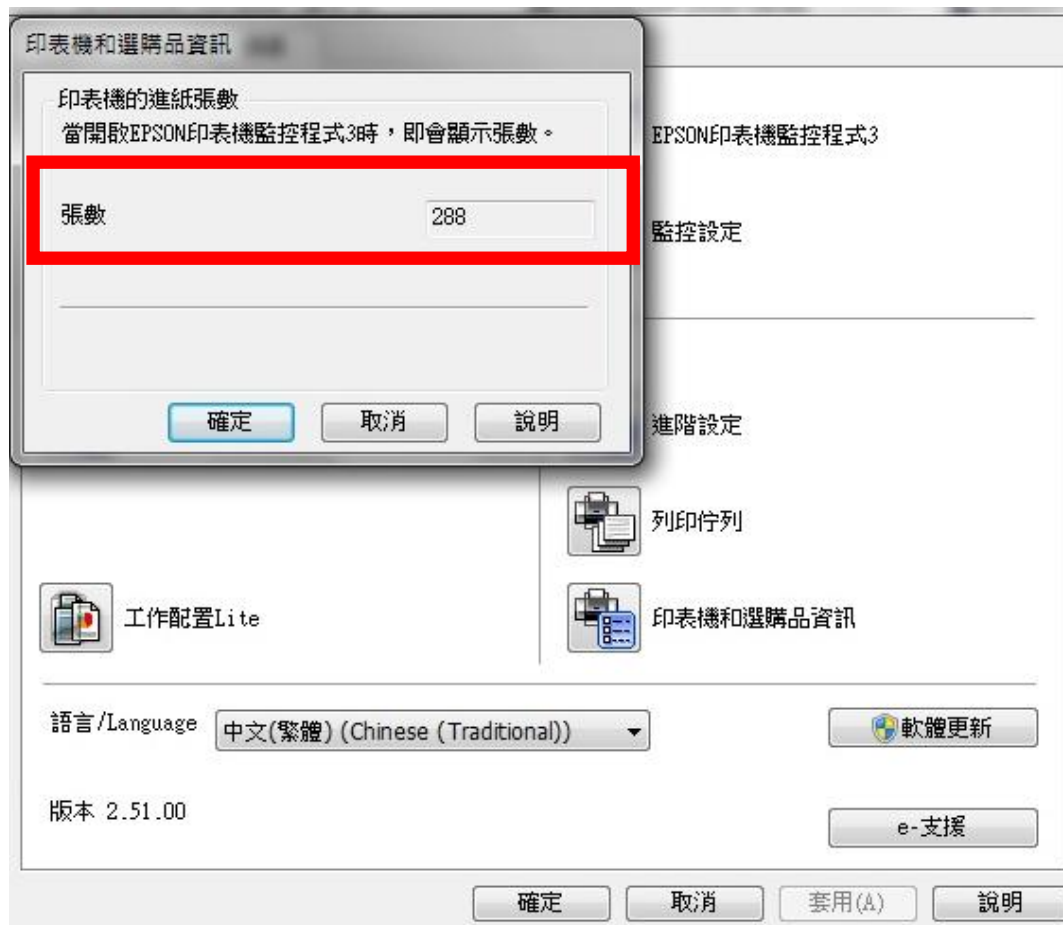 印表機和選購品資訊
印表機的進紙張數
當開啟EPSON印表機監控程式3時，即會顯示張數。
張數 288
確定 取消 說明
EPSON印表機監控程式3
監控設定
進階設定
列印佇列
工作配置Lite
印表機和選購品資訊
語言/Language 中文(繁體) (Chinese (Traditional)) 軟體更新
版本 2.51.00
e-支援
確定 取消 套用(A) 說明